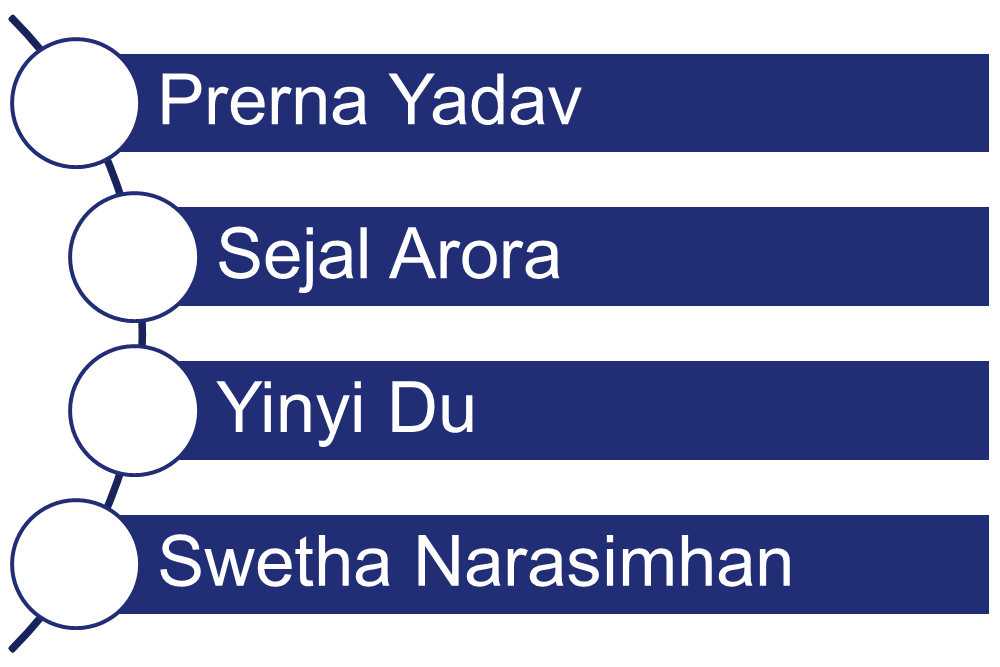 Prerna Yadav
Sejal Arora
Yinyi Du
Swetha Narasimhan